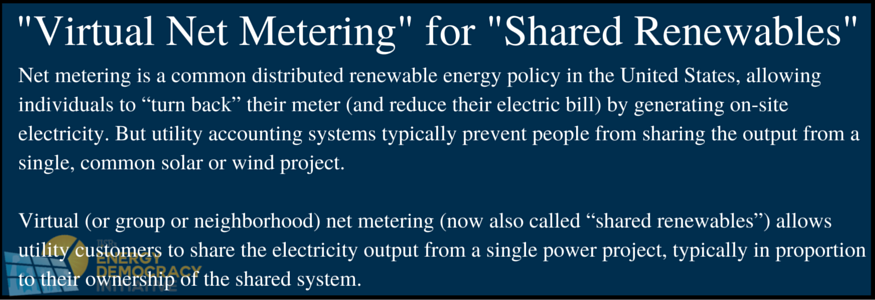 "Virtual Net Metering" for "Shared Renewables"
Net metering is a common distributed renewable energy policy in the United States, allowing
individuals to “turn back” their meter (and reduce their electric bill) by generating on-site
electricity. But utility accounting systems typically prevent people from sharing the output from a
single, common solar or wind project.
Virtual (or group or neighborhood) net metering (now also called “shared renewables”) allows
utility customers to share the electricity output from a single power project, typically in proportion
to their ownership of the shared system.
ENERGY
DEMOCRACY
INITIATIVE